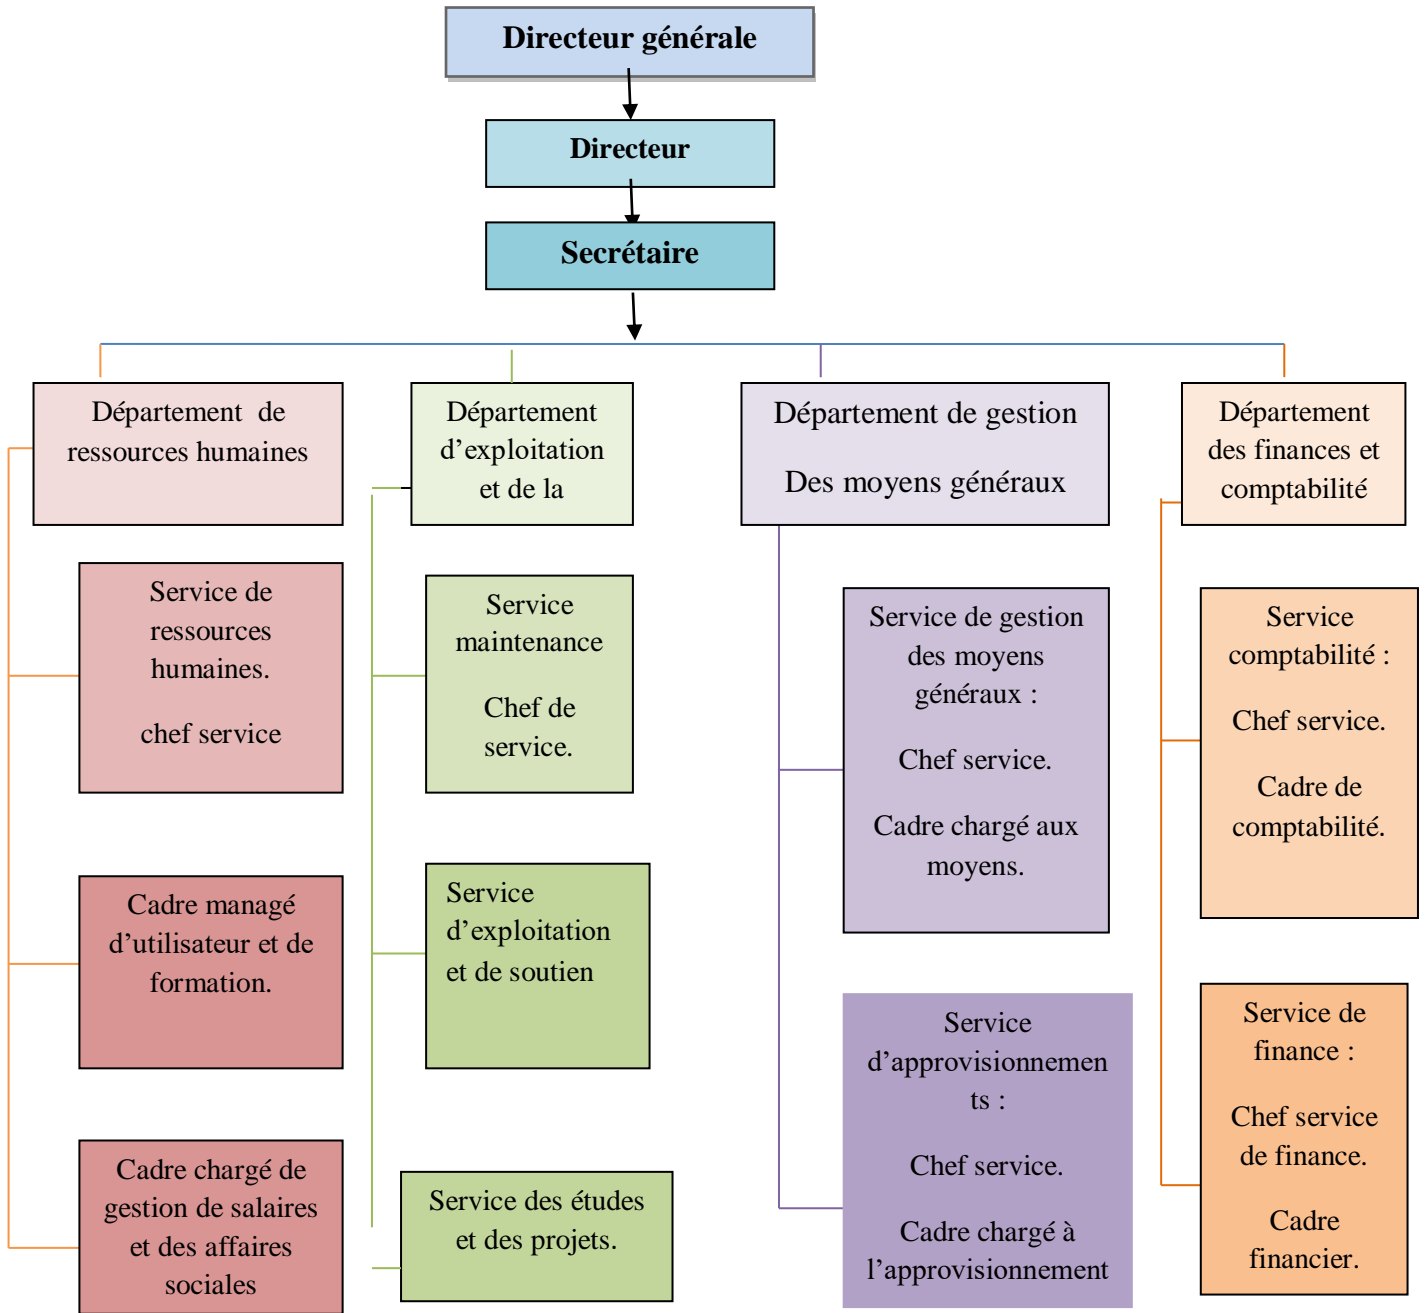 Directeur générale
Directeur
Secrétaire
Département de
ressources humaines
Département
d’exploitation
et de la
Département de gestion
Des moyens généraux
Département
des finances et
comptabilité
Service de
ressources
humaines.
chef service
Service
maintenance
Chef de
service.
Service de gestion
des moyens
généraux :
Chef service.
Cadre chargé aux
moyens.
Service
comptabilité :
Chef service.
Cadre de
comptabilité.
Cadre managé
d’utilisateur et de
formation.
Service
d’exploitation
et de soutien
Service
d’approvisionnemen
ts :
Chef service.
Cadre chargé à
l’approvisionnement
Service de
finance :
Chef service
de finance.
Cadre
financier.
Cadre chargé de
gestion de salaires
et des affaires
sociales
Service des études
et des projets.